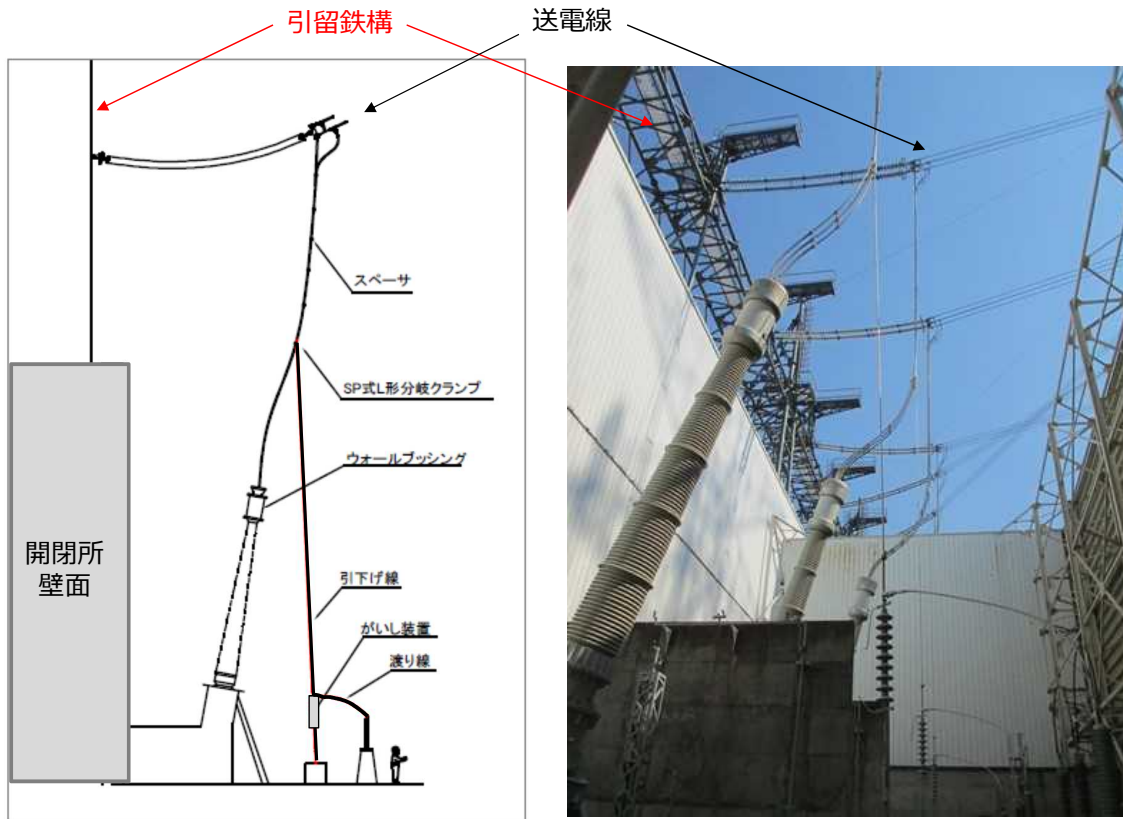 引留鉄構
送電線
スペーサ
SP式L形分岐クランプ
ウォールブッシング
開閉所
壁面
引下げ線
がいし装置
渡り線